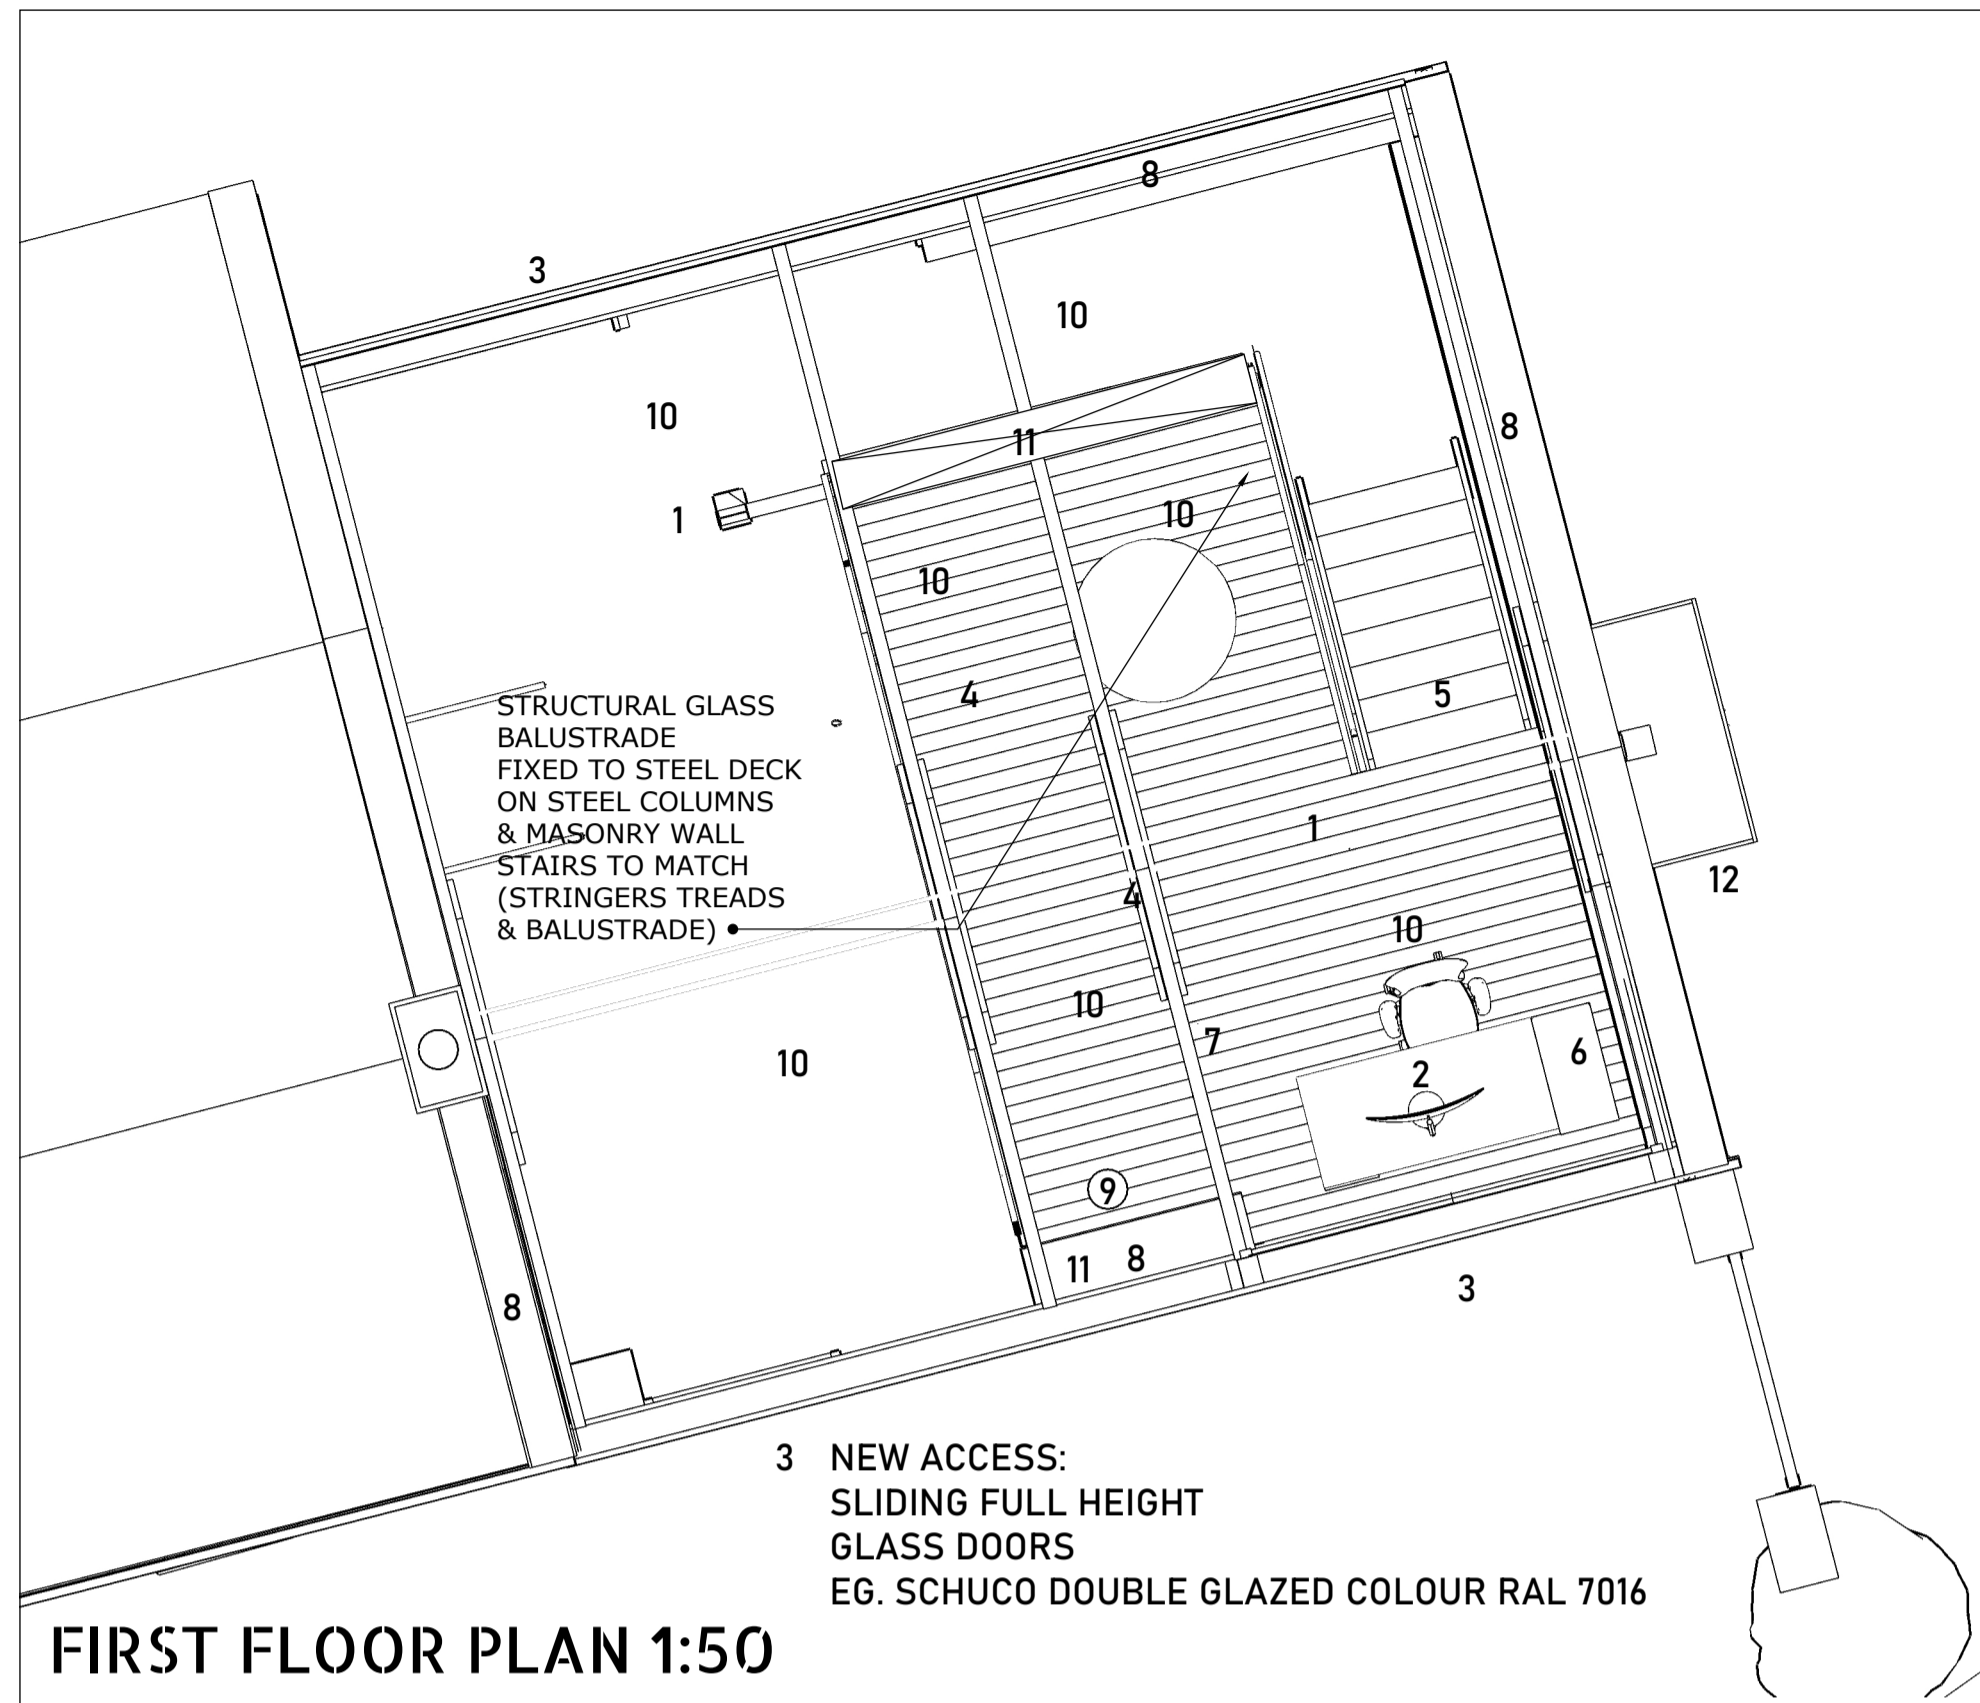 8
3
10
10
8
11
1
10
10
4
5
STRUCTURAL GLASS
BALUSTRADE
FIXED TO STEEL DECK
ON STEEL COLUMNS
& MASONRY WALL
STAIRS TO MATCH
(STRINGERS TREADS
& BALUSTRADE)
1
12
4
10
10
7
6
10
2
9
11 8
3
8
3 NEW ACCESS:
SLIDING FULL HEIGHT
GLASS DOORS
EG. SCHUCO DOUBLE GLAZED COLOUR RAL 7016
FIRST FLOOR PLAN 1:50